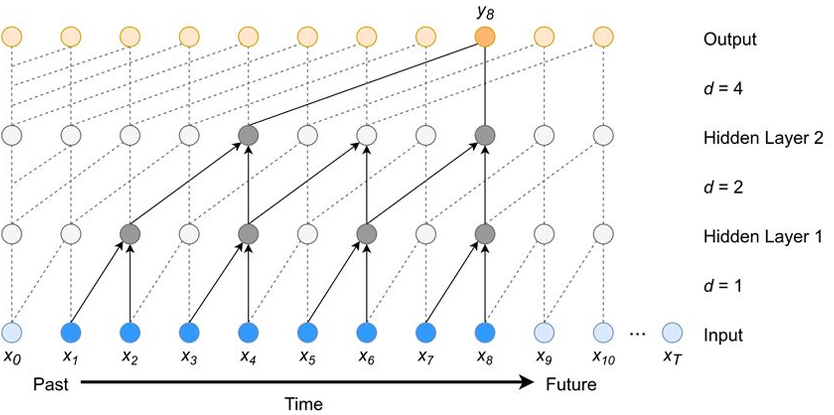 y8
Output
d = 4
Hidden Layer 2
d = 2
Hidden Layer 1
d = 1
Input
x0 x1 x2 x3 x4 x5 x6 x7 x8 x9 x10 ... xT
Past Future
Time